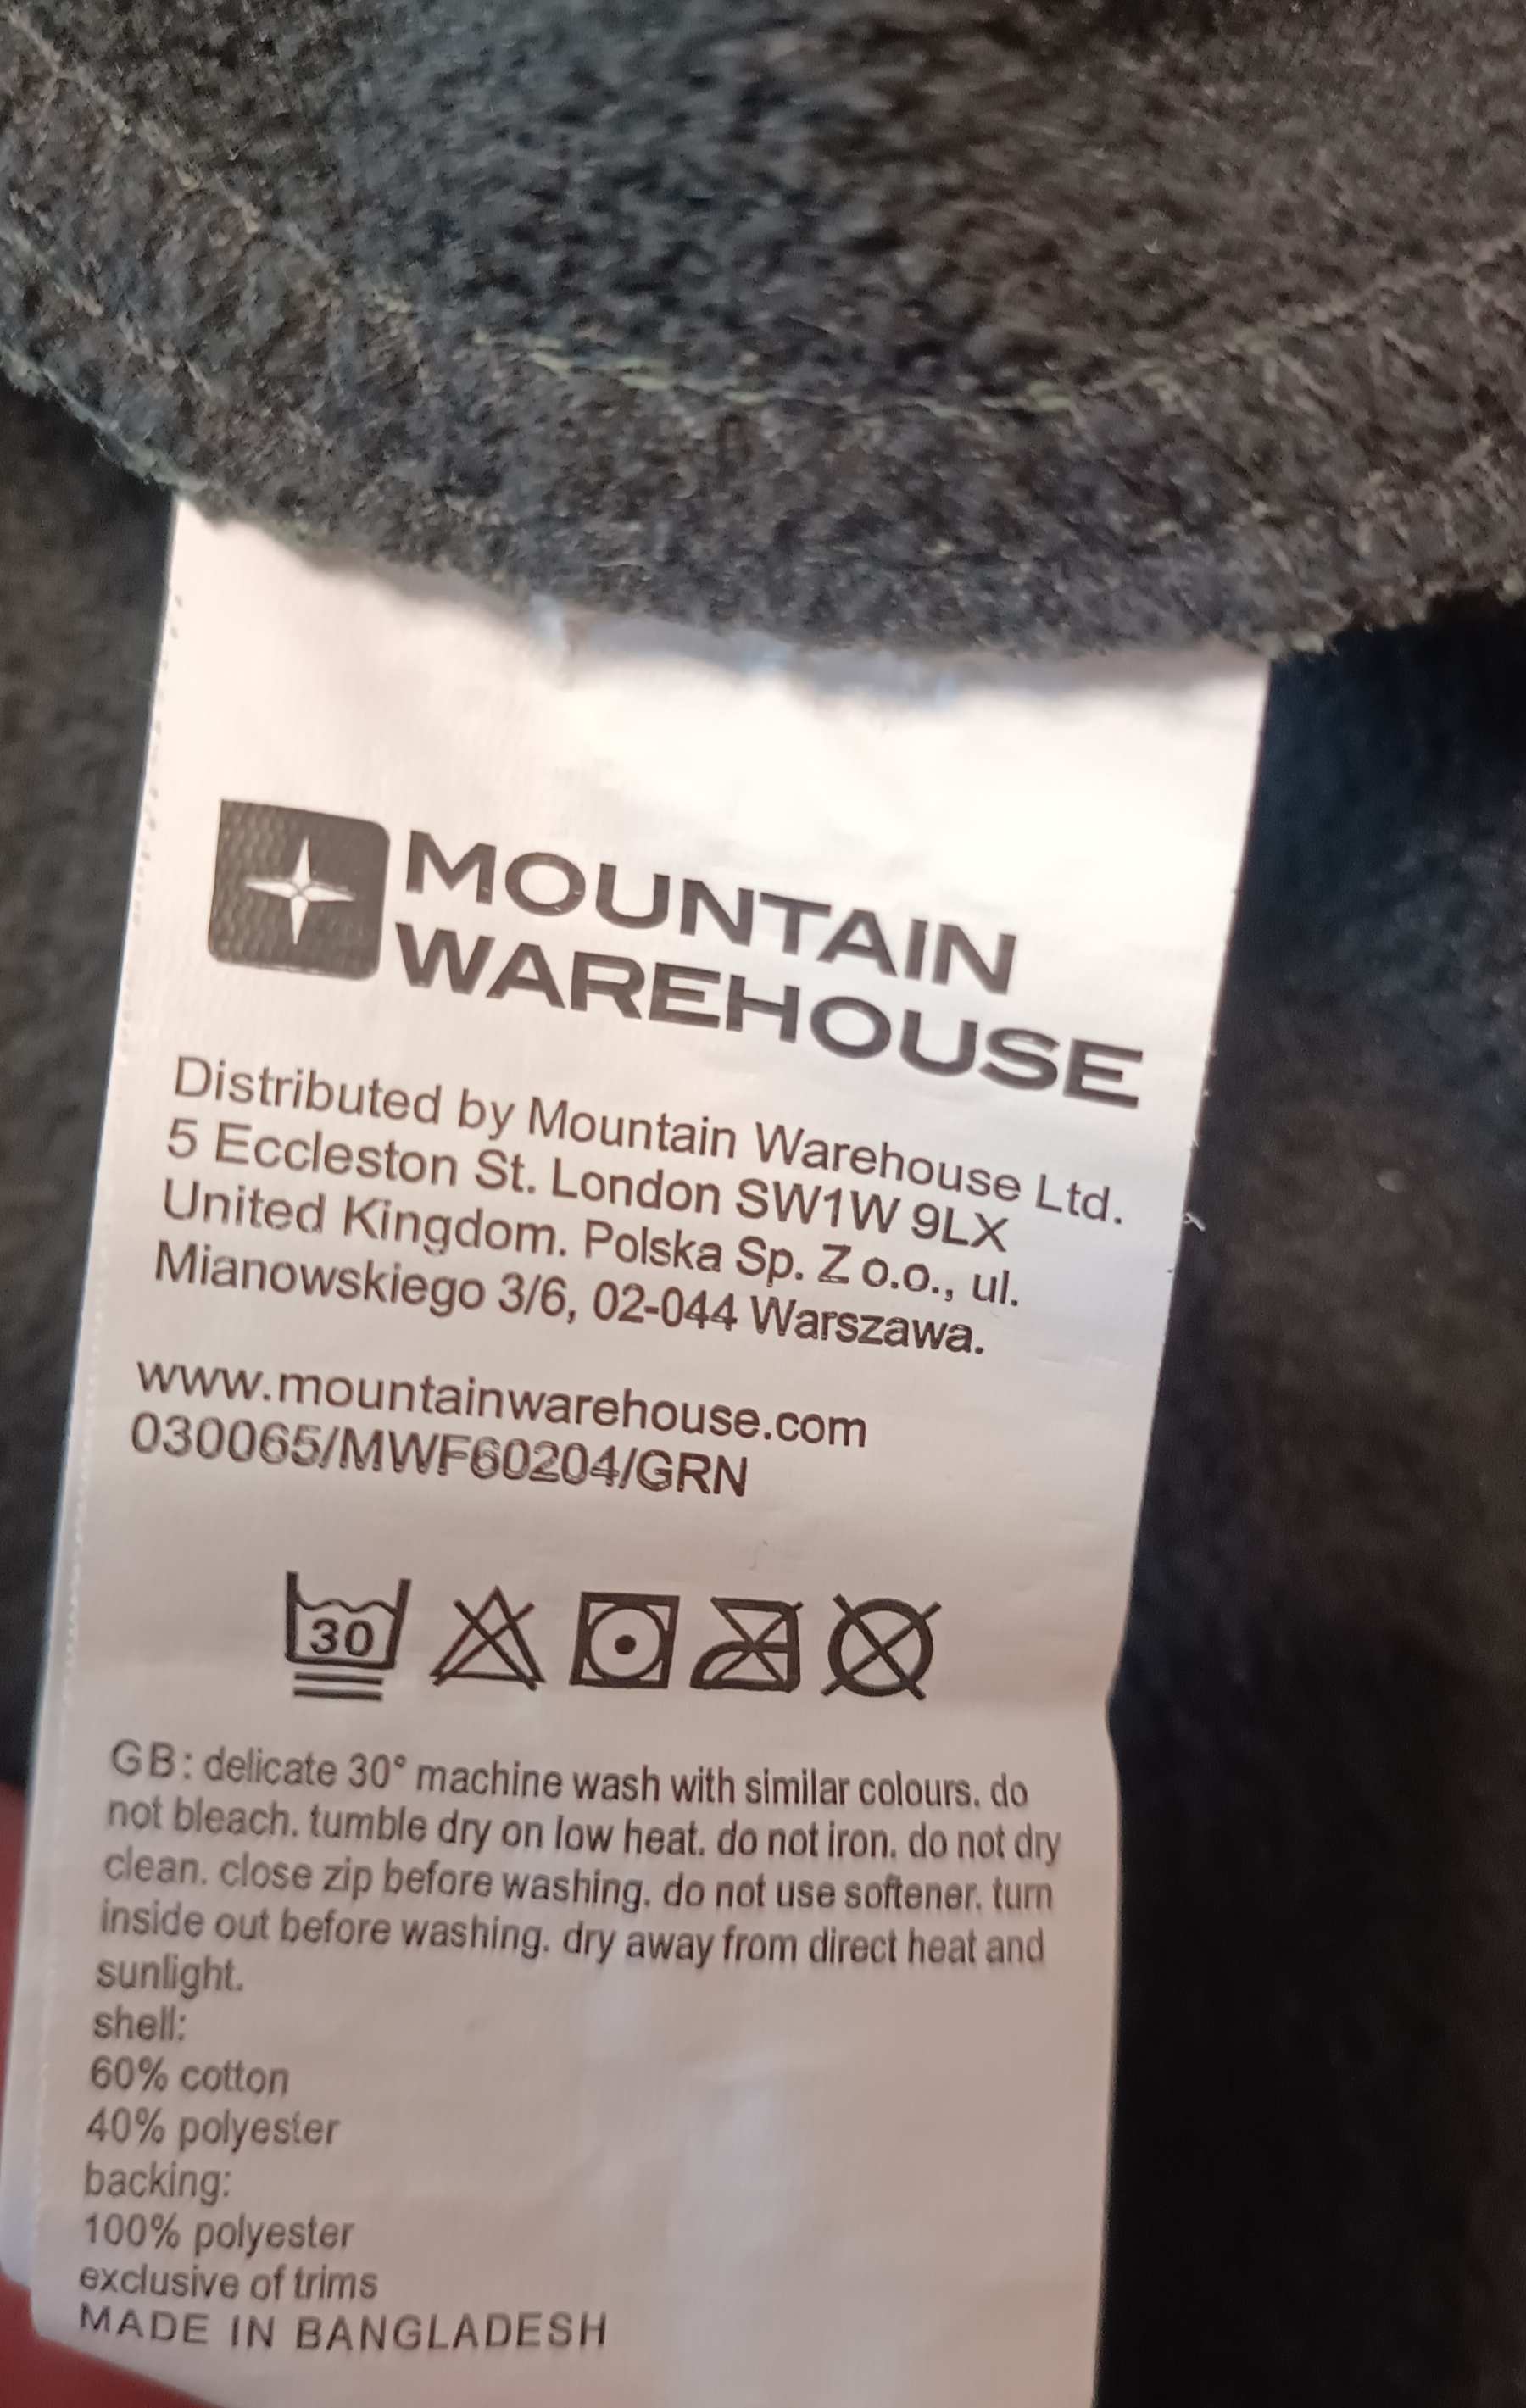 MOUNTAIN
WAREHOUSE
Distributed by Mountain Warehouse Ltd.
5 Eccleston St. London SW1W 9LX
United Kingdom. Polska Sp. Z o.o., ul.
Mianowskiego 3/6, 02-044 Warszawa.
www.mountainwarehouse.com
030065/MWF60204/GRN
30
GB: delicate 30° machine wash with similar colours. do
not bleach. tumble dry on low heat. do not iron. do not dry
clean. close zip before washing. do not use softener. turn
inside out before washing. dry away from direct heat and
sunlight.
shell:
60% cotton
40% polyester
backing:
100% polyester
exclusive of trims
MADE IN BANGLADESH